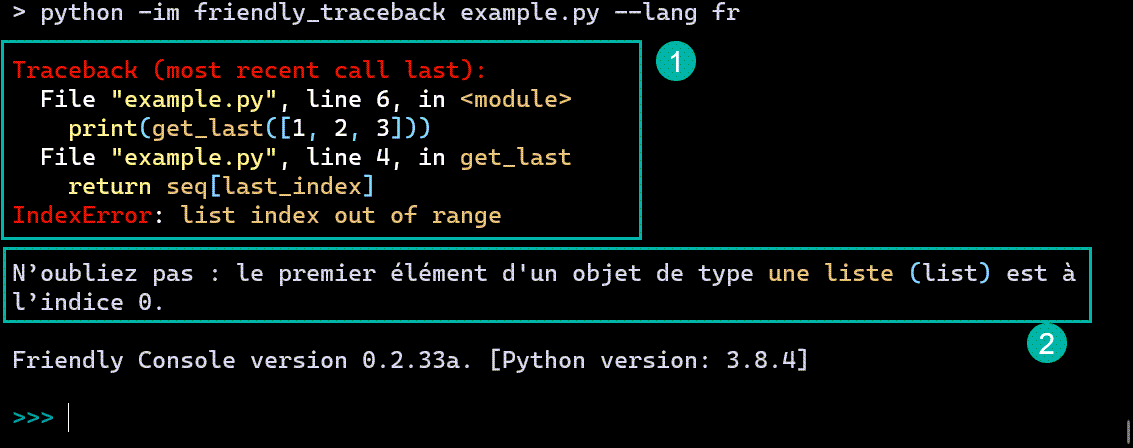 > python -im friendly_traceback example.py --lang fr
1
Traceback (most recent call last):
  File "example.py", line 6, in <module>
    print(get_last([1, 2, 3]))
  File "example.py", line 4, in get_last
    return seq[last_index]
IndexError: list index out of range
N’oubliez pas : le premier élément d'un objet de type une liste (list) est à
l’indice 0.
2
Friendly Console version 0.2.33a. [Python version: 3.8.4]
>>>